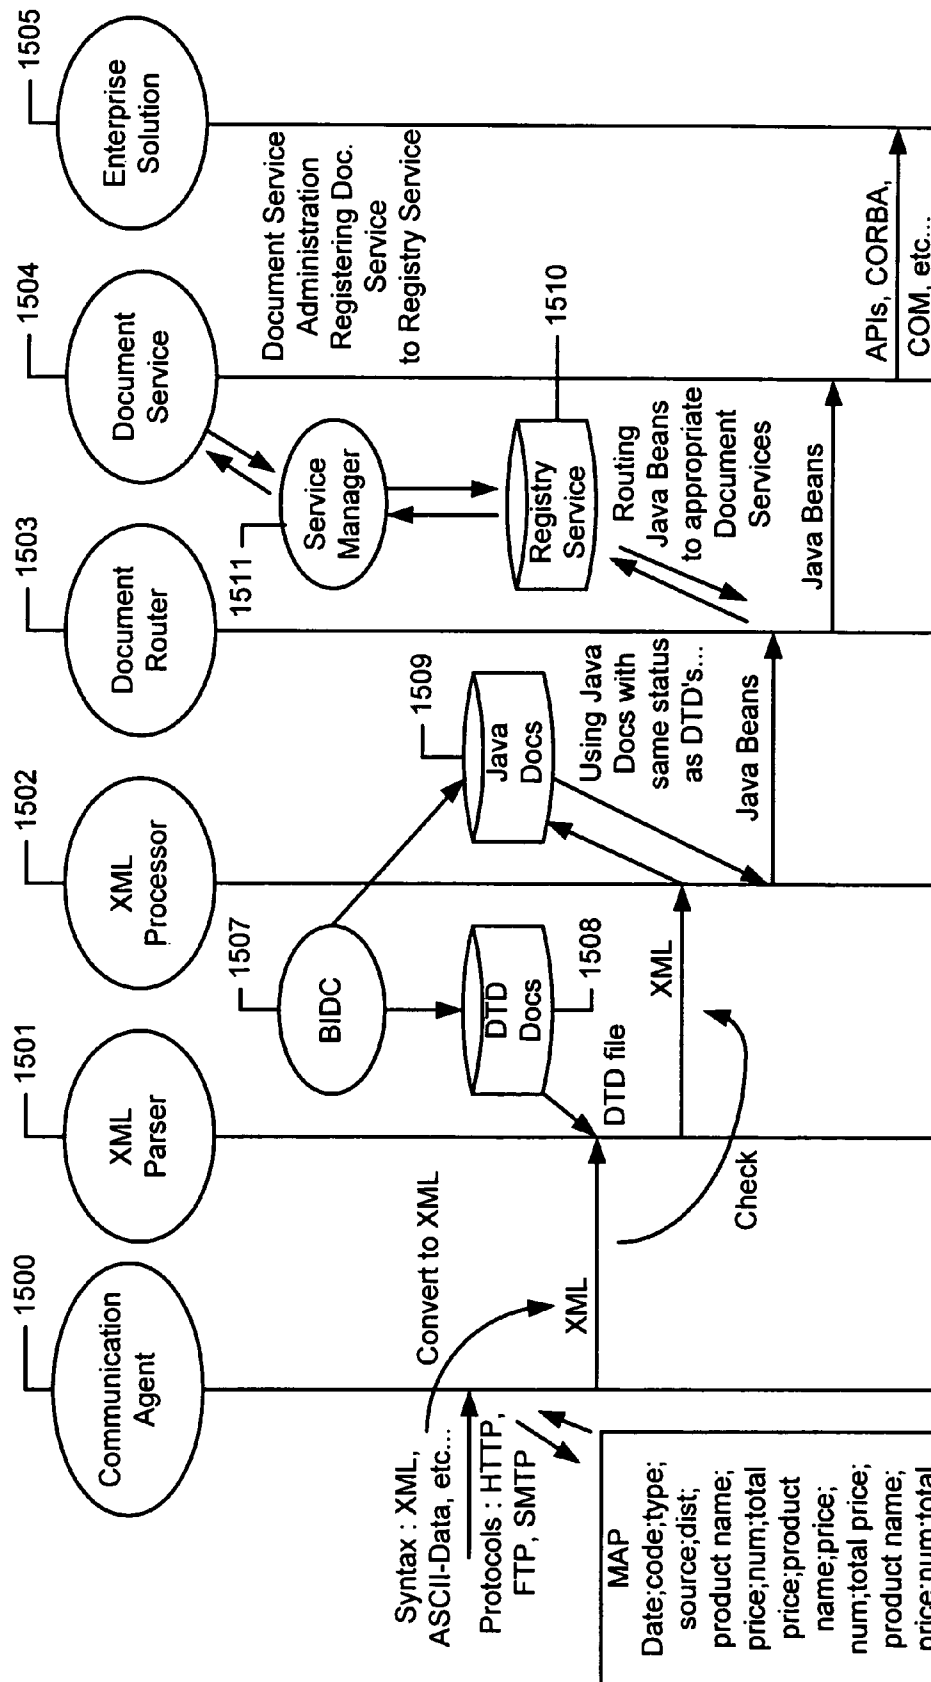 1500
Communication
Agent
1501
XML
Parser
1502
XML
Processor
1503
Document
Router
1504
Document
Service
1505
Enterprise
Solution
Syntax : XML,
ASCII-Data, etc...
Protocols : HTTP,
FTP, SMTP
Convert to XML
XML
MAP
Date;code;type;
source;dist;
product name;
price;num;total
price;product
name;price;
num;total price;
product name;
price;num;total
1507
BIDC
DTD
Docs
1508
DTD file
Check
XML
1509
Java
Docs
Using Java
Docs with
same status
as DTD's...
Java Beans
1511
Service
Manager
Registry
Service
1510
Routing
Java Beans
to appropriate
Document
Services
Java Beans
Document Service
Administration
Registering Doc.
Service
to Registry Service
APIs, CORBA,
COM, etc...